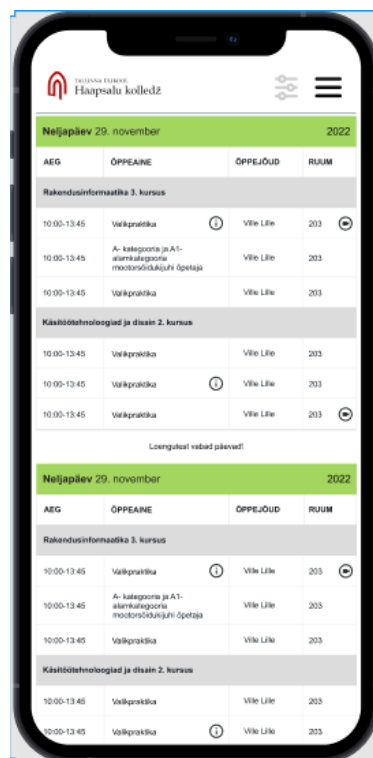 TALLINNA ÜLIKOOL
Haapsalu kolledž
Neljapäev 29. november 2022
AEG ÕPPEAINE ÕPPEJÕUD RUUM
Rakendusinformaatika 3. kursus
10:00-13:45 Valikpraktika Ville Lille 203
10:00-13:45 A- kategooria ja A1-
alamkategooria
mootorsõidukijuhi õpetaja Ville Lille 203
10:00-13:45 Valikpraktika Ville Lille 203
Käsitöötehnoloogiad ja disain 2. kursus
10:00-13:45 Valikpraktika Ville Lille 203
10:00-13:45 Valikpraktika Ville Lille 203
10:00-13:45 Valikpraktika Ville Lille 203
Loengutest vabad päevad!
Neljapäev 29. november 2022
AEG ÕPPEAINE ÕPPEJÕUD RUUM
Rakendusinformaatika 3. kursus
10:00-13:45 Valikpraktika Ville Lille 203
10:00-13:45 A- kategooria ja A1-
alamkategooria
mootorsõidukijuhi õpetaja Ville Lille 203
10:00-13:45 Valikpraktika Ville Lille 203
Käsitöötehnoloogiad ja disain 2. kursus
10:00-13:45 Valikpraktika Ville Lille 203
10:00-13:45 Valikpraktika Ville Lille 203